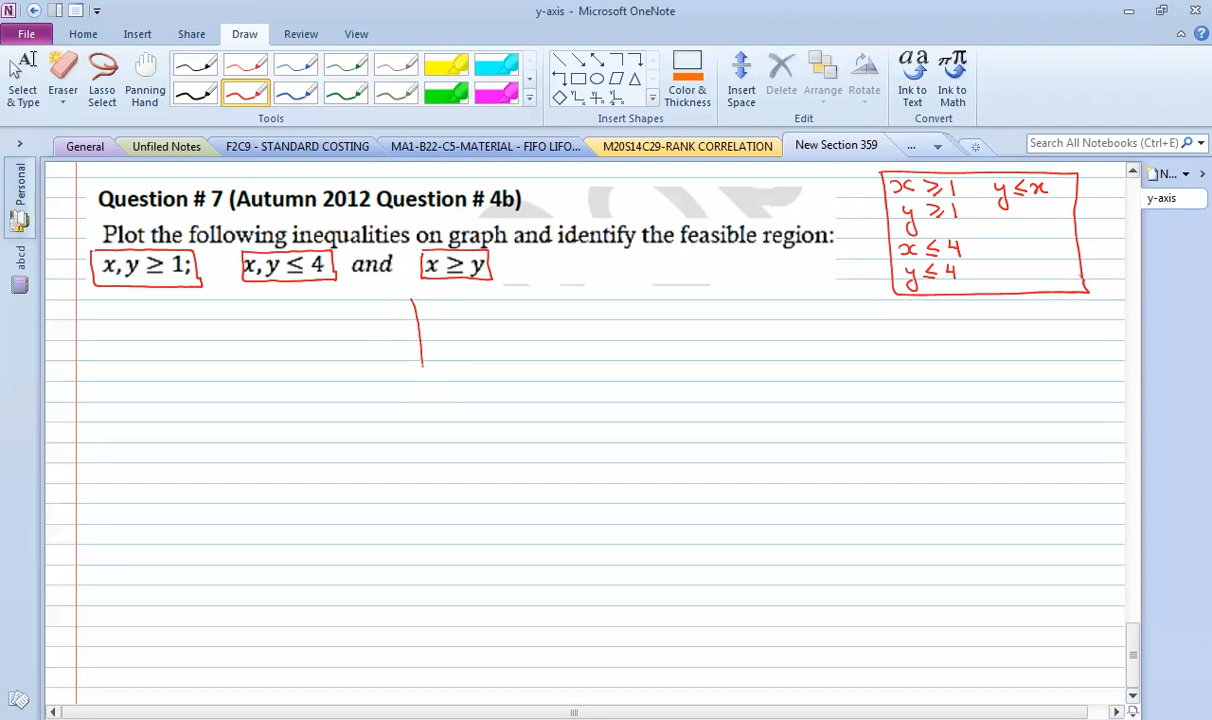 y-axis - Microsoft OneNote
File Home Insert Share Draw Review View
Select & Type
Eraser
Lasso Select
Panning Hand
Color & Thickness
Insert Space
Delete
Arrange
Rotate
Ink to Text
Ink to Math
Tools Insert Shapes Edit Convert
General Unfiled Notes F2C9 - STANDARD COSTING MA1-B22-C5-MATERIAL - FIFO LIFO... M20S14C29-RANK CORRELATION New Section 359 ... Search All Notebooks (Ctrl+E)
Personal
abcd
N...
y-axis
Question # 7 (Autumn 2012 Question # 4b)
Plot the following inequalities on graph and identify the feasible region:
x, y ≥ 1; x, y ≤ 4 and x ≥ y
x ≥ 1 y ≤ x
y ≥ 1
x ≤ 4
y ≤ 4